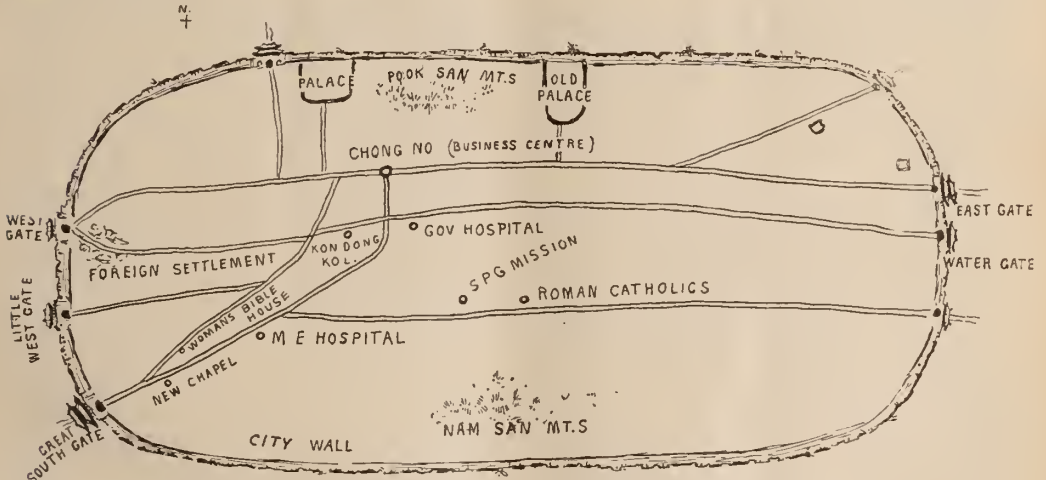 N.
PALACE
POOK SAN MT.S
OLD
PALACE
CHONG NO (BUSINESS CENTRE)
WEST
GATE
EAST GATE
KON DONG
KOL.
GOV HOSPITAL
FOREIGN SETTLEMENT
SPG MISSION
WATER GATE
LITTLE
WEST GATE
WOMANS BIBLE
HOUSE
ROMAN CATHOLICS
M E HOSPITAL
NEW CHAPEL
NAM SAN MT.S
GREAT
SOUTH GATE
CITY WALL